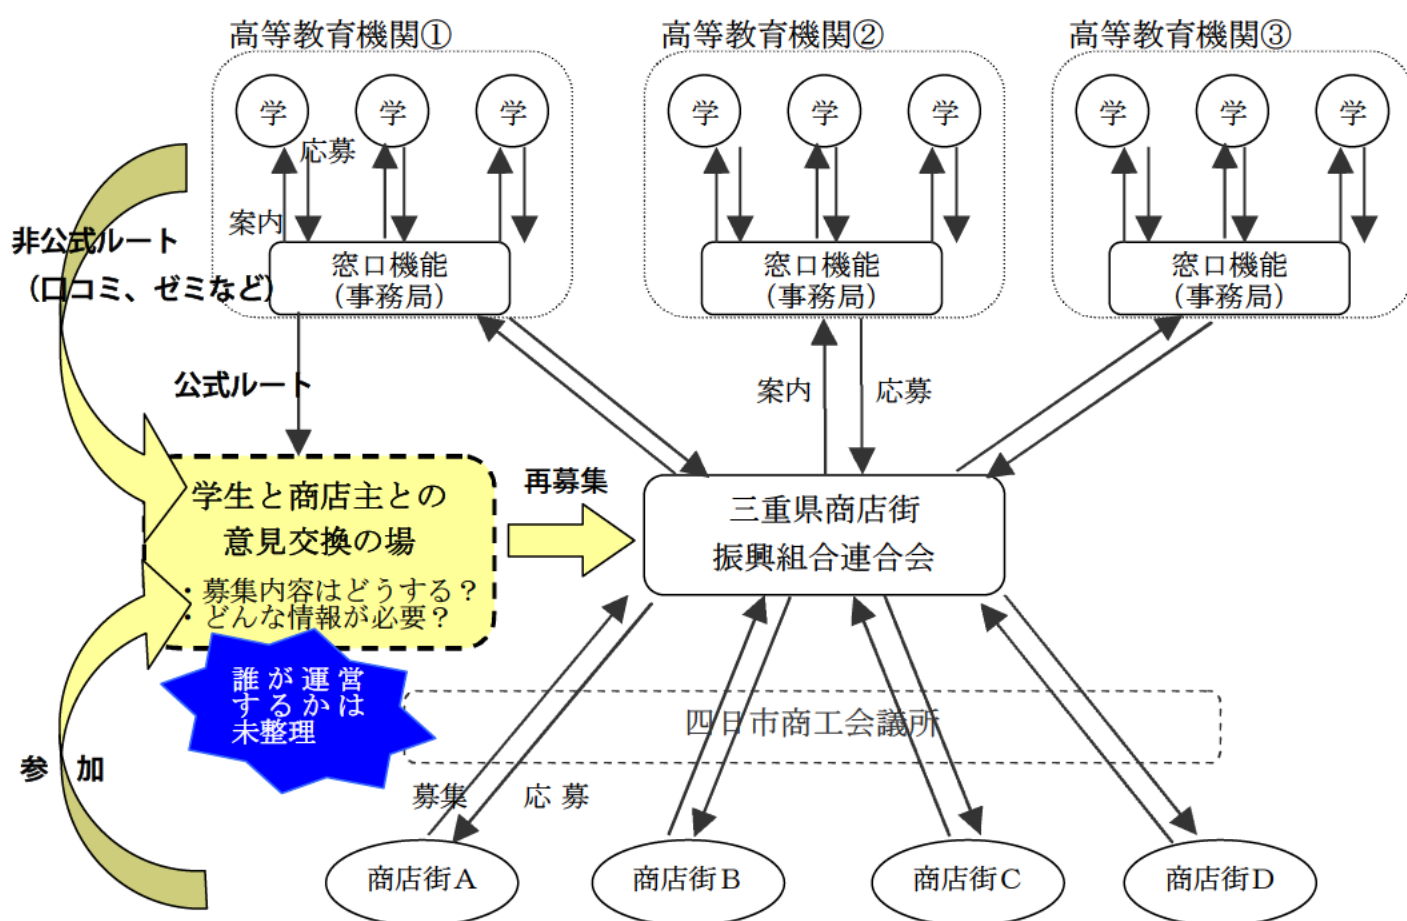 高等教育機関①
高等教育機関②
高等教育機関③
学
学
学
学
学
学
学
学
学
応募
案内
非公式ルート
（口コミ、ゼミなど）
窓口機能
（事務局）
窓口機能
（事務局）
窓口機能
（事務局）
公式ルート
案内
応募
学生と商店主との
意見交換の場
・募集内容はどうする？
・どんな情報が必要？
再募集
三重県商店街
振興組合連合会
誰が運営
するかは
未整理
四日市商工会議所
参　加
募集
応 募
商店街A
商店街B
商店街C
商店街D